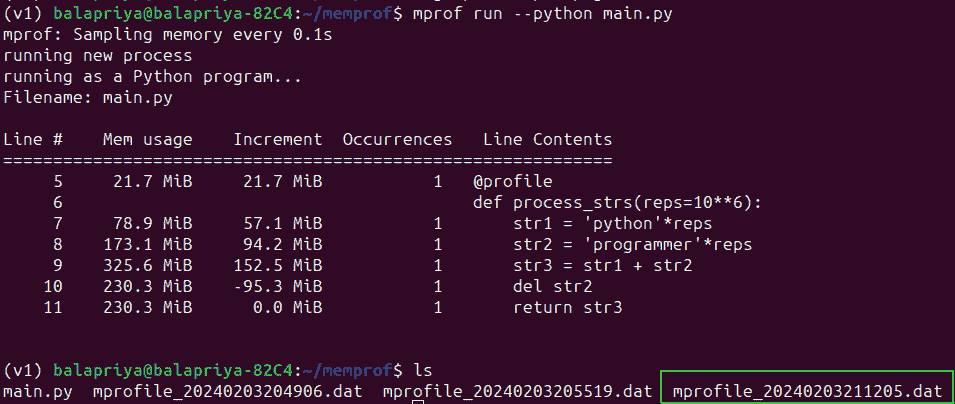 (v1) balapriya@balapriya-82C4:~/memprof$ mprof run --python main.py
mprof: Sampling memory every 0.1s
running new process
running as a Python program...
Filename: main.py
Line #    Mem usage    Increment  Occurrences   Line Contents
=============================================================
     5     21.7 MiB     21.7 MiB           1   @profile
     6                                         def process_strs(reps=10**6):
     7     78.9 MiB     57.1 MiB           1       str1 = 'python'*reps
     8    173.1 MiB     94.2 MiB           1       str2 = 'programmer'*reps
     9    325.6 MiB    152.5 MiB           1       str3 = str1 + str2
    10    230.3 MiB    -95.3 MiB           1       del str2
    11    230.3 MiB      0.0 MiB           1       return str3
(v1) balapriya@balapriya-82C4:~/memprof$ ls
main.py  mprofile_20240203204906.dat  mprofile_20240203205519.dat  mprofile_20240203211205.dat